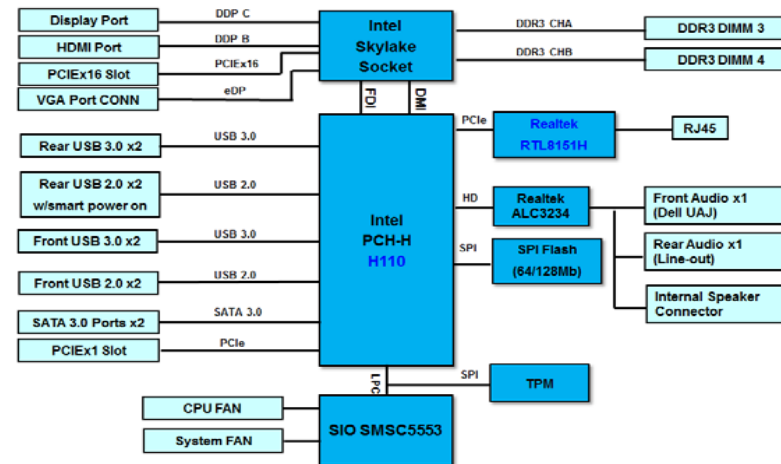 Display Port
DDP C
HDMI Port
DDP B
PCIEx16 Slot
PCIEx16
VGA Port CONN
eDP
Intel
Skylake
Socket
DDR3 CHA
DDR3 DIMM 3
DDR3 CHB
DDR3 DIMM 4
FDI
DMI
Rear USB 3.0 x2
USB 3.0
Rear USB 2.0 x2
w/smart power on
USB 2.0
Front USB 3.0 x2
USB 3.0
Front USB 2.0 x2
USB 2.0
SATA 3.0 Ports x2
SATA 3.0
PCIEx1 Slot
PCIe
Intel
PCH-H
H110
PCIe
Realtek
RTL8151H
RJ45
HD
Realtek
ALC3234
Front Audio x1
(Dell UAJ)
Rear Audio x1
(Line-out)
Internal Speaker
Connector
SPI
SPI Flash
(64/128Mb)
LPC
SPI
TPM
CPU FAN
System FAN
SIO SMSC5553